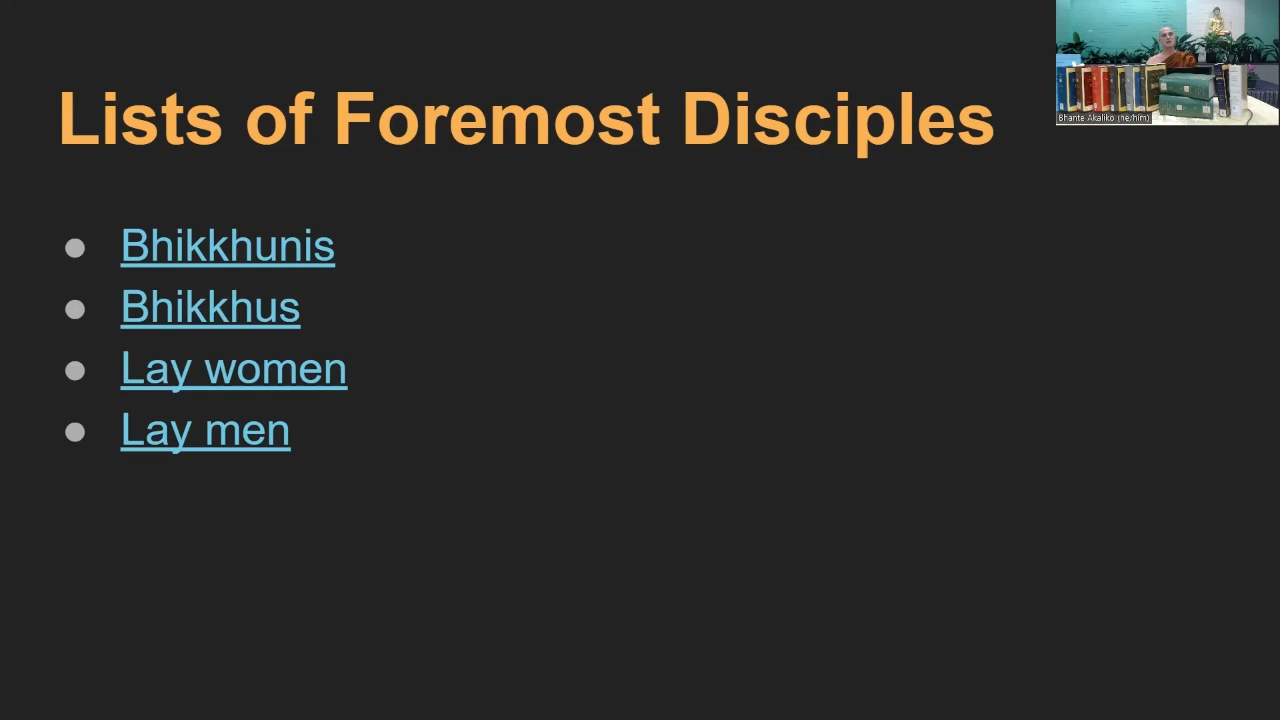 Lists of Foremost Disciples
Bhikkhunis
Bhikkhus
Lay women
Lay men
Bhante Akaliko (he/him)